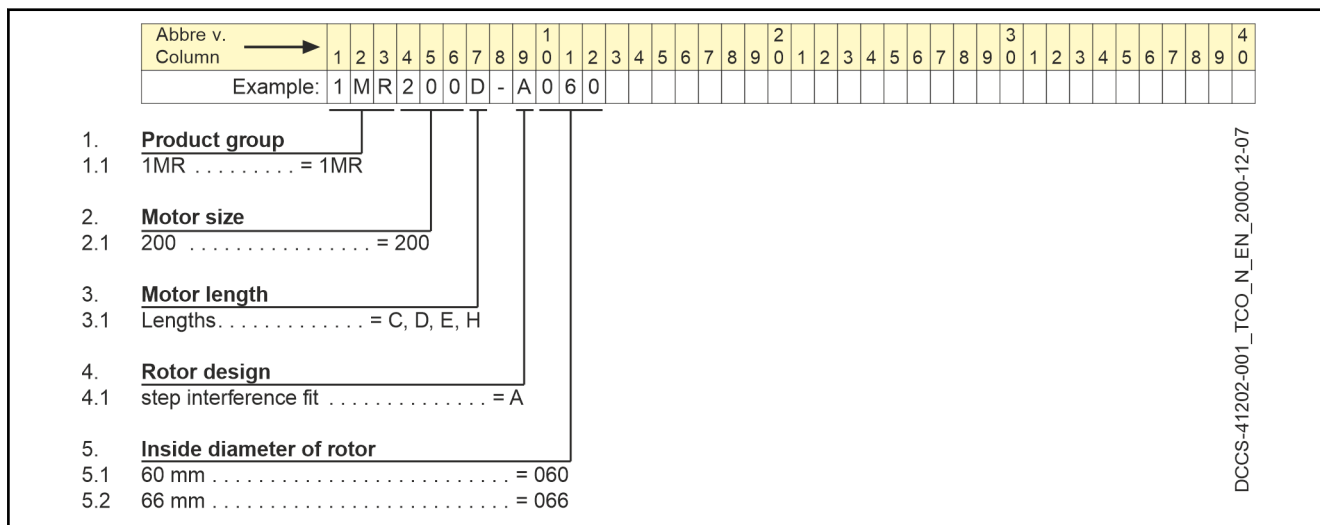 Abbre v. 1 2 3 4
Column 1 2 3 4 5 6 7 8 9 0 1 2 3 4 5 6 7 8 9 0 1 2 3 4 5 6 7 8 9 0 1 2 3 4 5 6 7 8 9 0
Example: 1 M R 2 0 0 D - A 0 6 0
1. Product group
1.1 1MR . . . . . . . . . = 1MR
2. Motor size
2.1 200 . . . . . . . . . . . . . . . . = 200
3. Motor length
3.1 Lengths. . . . . . . . . . . . . = C, D, E, H
4. Rotor design
4.1 step interference fit . . . . . . . . . . . . . . = A
5. Inside diameter of rotor
5.1 60 mm . . . . . . . . . . . . . . . . . . . . . . . . . . . = 060
5.2 66 mm . . . . . . . . . . . . . . . . . . . . . . . . . . . = 066
DCCS-41202-001_TCO_N_EN_2000-12-07